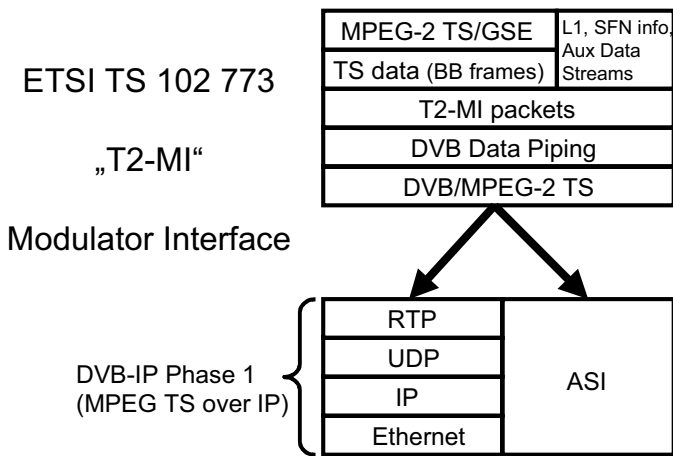 MPEG-2 TS/GSE
L1, SFN info,
Aux Data
Streams
TS data (BB frames)
ETSI TS 102 773
T2-MI packets
„T2-MI“
DVB Data Piping
DVB/MPEG-2 TS
Modulator Interface
RTP
UDP
IP
Ethernet
ASI
DVB-IP Phase 1
(MPEG TS over IP)